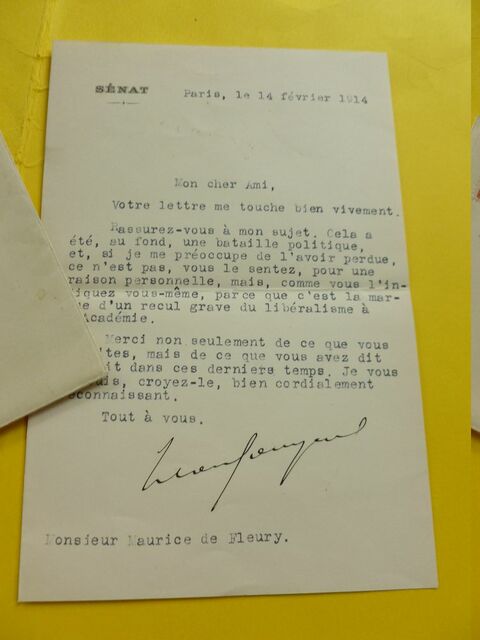 SÉNAT
Paris, le 14 février 1914
Mon cher Ami,
Votre lettre me touche bien vivement.
Rassurez-vous à mon sujet. Cela a
été, au fond, une bataille politique,
et, si je me préoccupe de l'avoir perdue,
ce n'est pas, vous le sentez, pour une
raison personnelle, mais, comme vous l'in-
diquez vous-même, parce que c'est la mar-
e d'un recul grave du libéralisme à
Académie.
Merci non seulement de ce que vous
tes, mais de ce que vous avez dit
it dans ces derniers temps. Je vous
uis, croyez-le, bien cordialement
econnaissant.
Tout à vous.
Monsieur Maurice de Fleury.